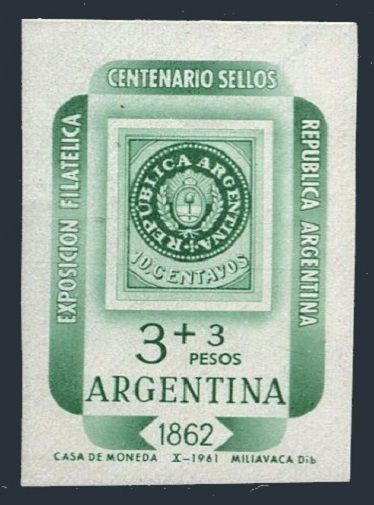 CENTENARIO SELLOS
EXPOSICION FILATELICA
REPUBLICA ARGENTINA
REPUBLICA ARGENTINA
10.CENTAVOS
3 + 3
PESOS
ARGENTINA
1862
CASA DE MONEDA X-1961 MILIAVACA Dib